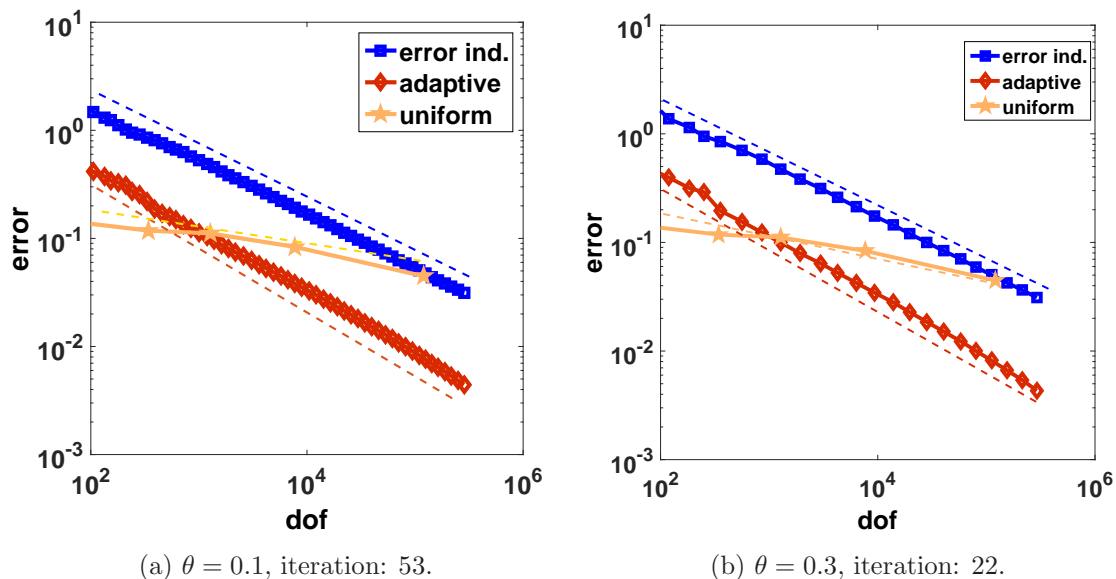 10^1
10^0
10^-1
10^-2
10^-3
error
error ind.
adaptive
uniform
10^2
10^4
10^6
dof
(a) θ = 0.1, iteration: 53.
10^1
10^0
10^-1
10^-2
10^-3
error
error ind.
adaptive
uniform
10^2
10^4
10^6
dof
(b) θ = 0.3, iteration: 22.